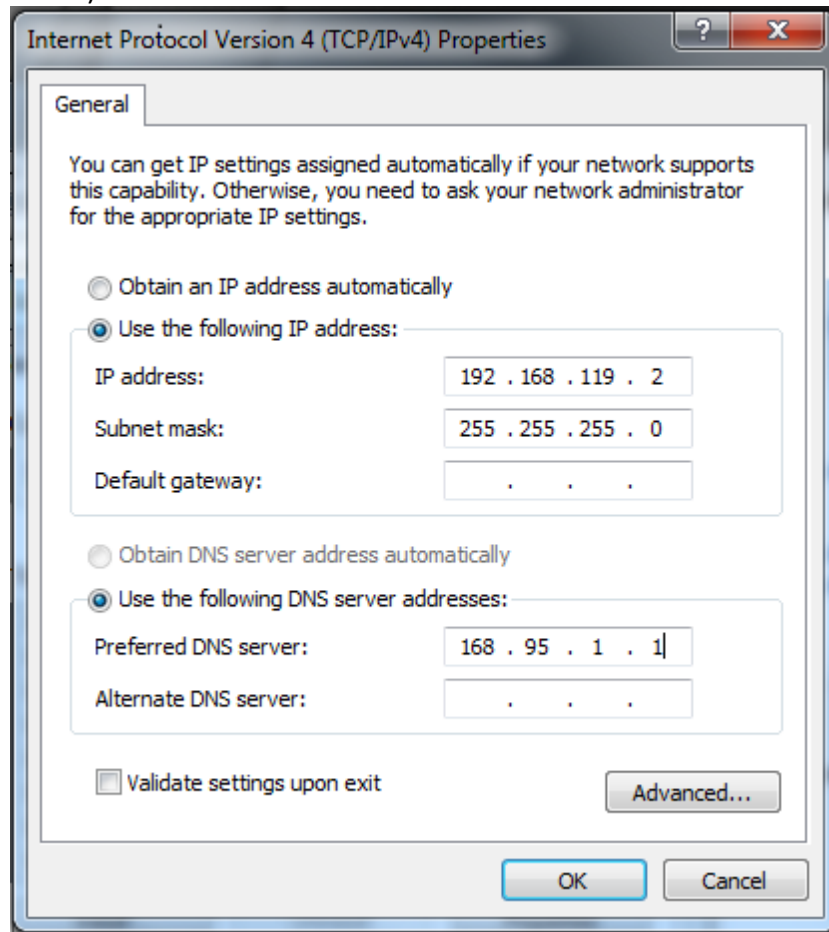 Internet Protocol Version 4 (TCP/IPv4) Properties
?
General
You can get IP settings assigned automatically if your network supports
this capability. Otherwise, you need to ask your network administrator
for the appropriate IP settings.
Obtain an IP address automatically
Use the following IP address:
IP address: 192 . 168 . 119 . 2
Subnet mask: 255 . 255 . 255 . 0
Default gateway: . . .
Obtain DNS server address automatically
Use the following DNS server addresses:
Preferred DNS server: 168 . 95 . 1 . 1
Alternate DNS server: . . .
Validate settings upon exit
Advanced...
OK Cancel